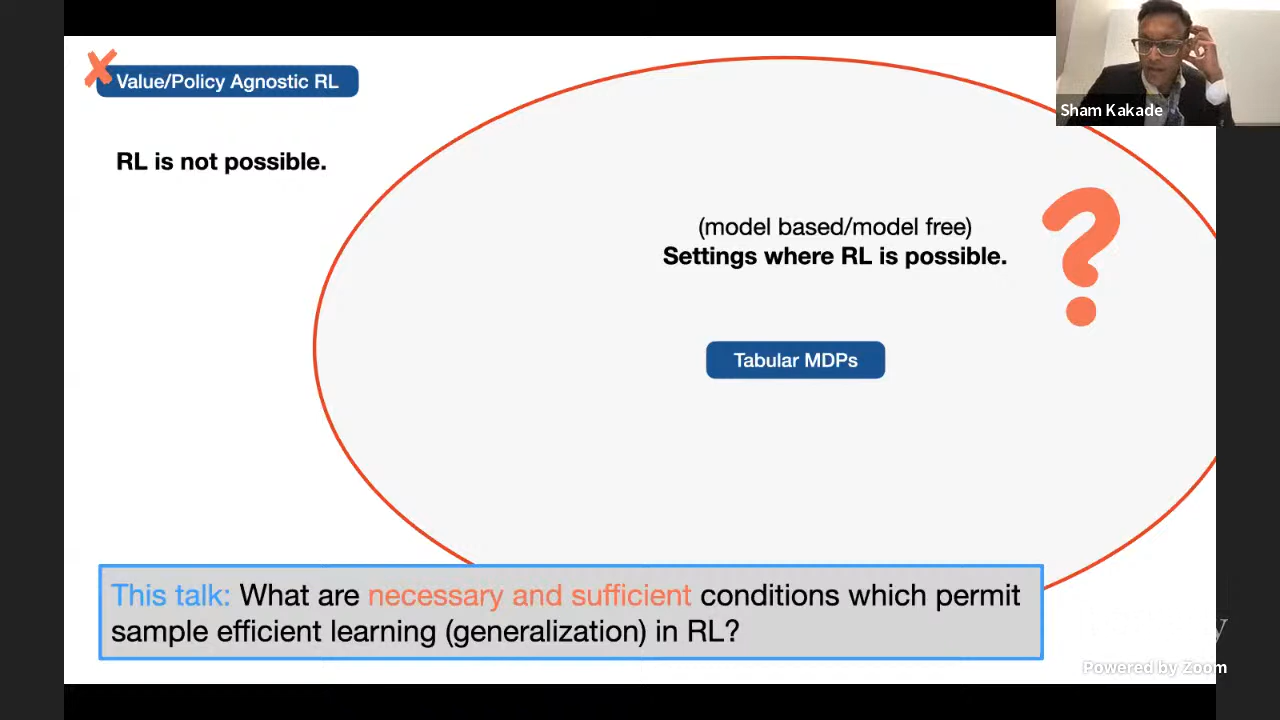 Value/Policy Agnostic RL
Sham Kakade
RL is not possible.
(model based/model free)
Settings where RL is possible.
?
Tabular MDPs
This talk: What are necessary and sufficient conditions which permit
sample efficient learning (generalization) in RL?
Powered by Zoom